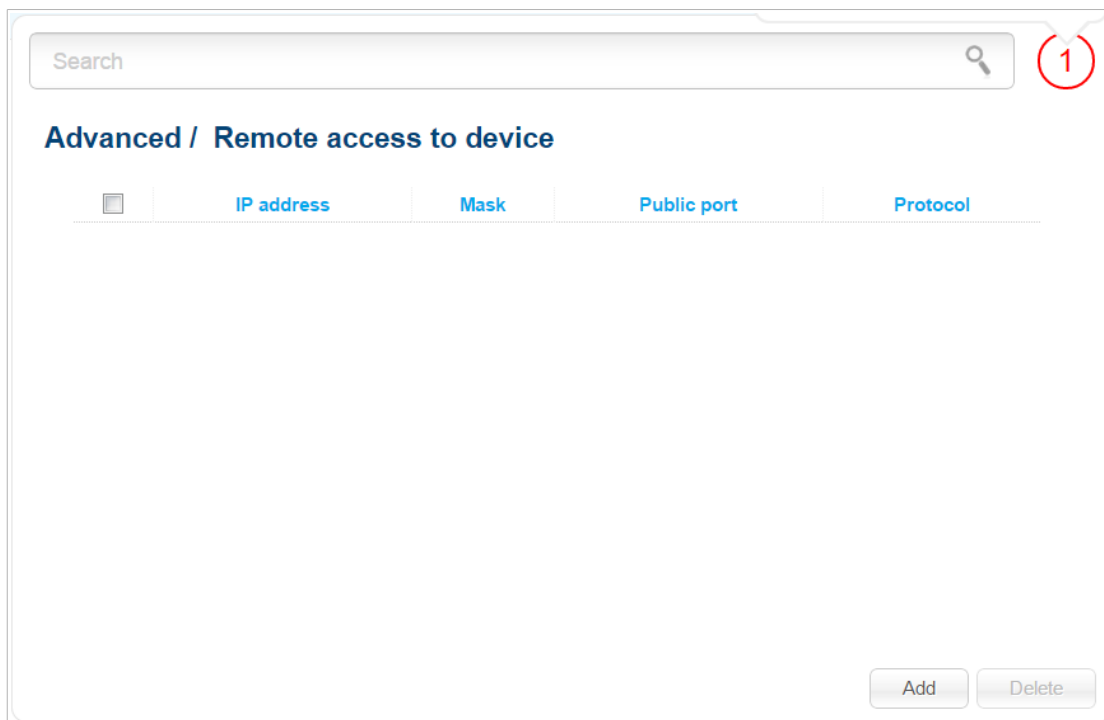 Search
1
Advanced / Remote access to device
IP address Mask Public port Protocol
Add Delete